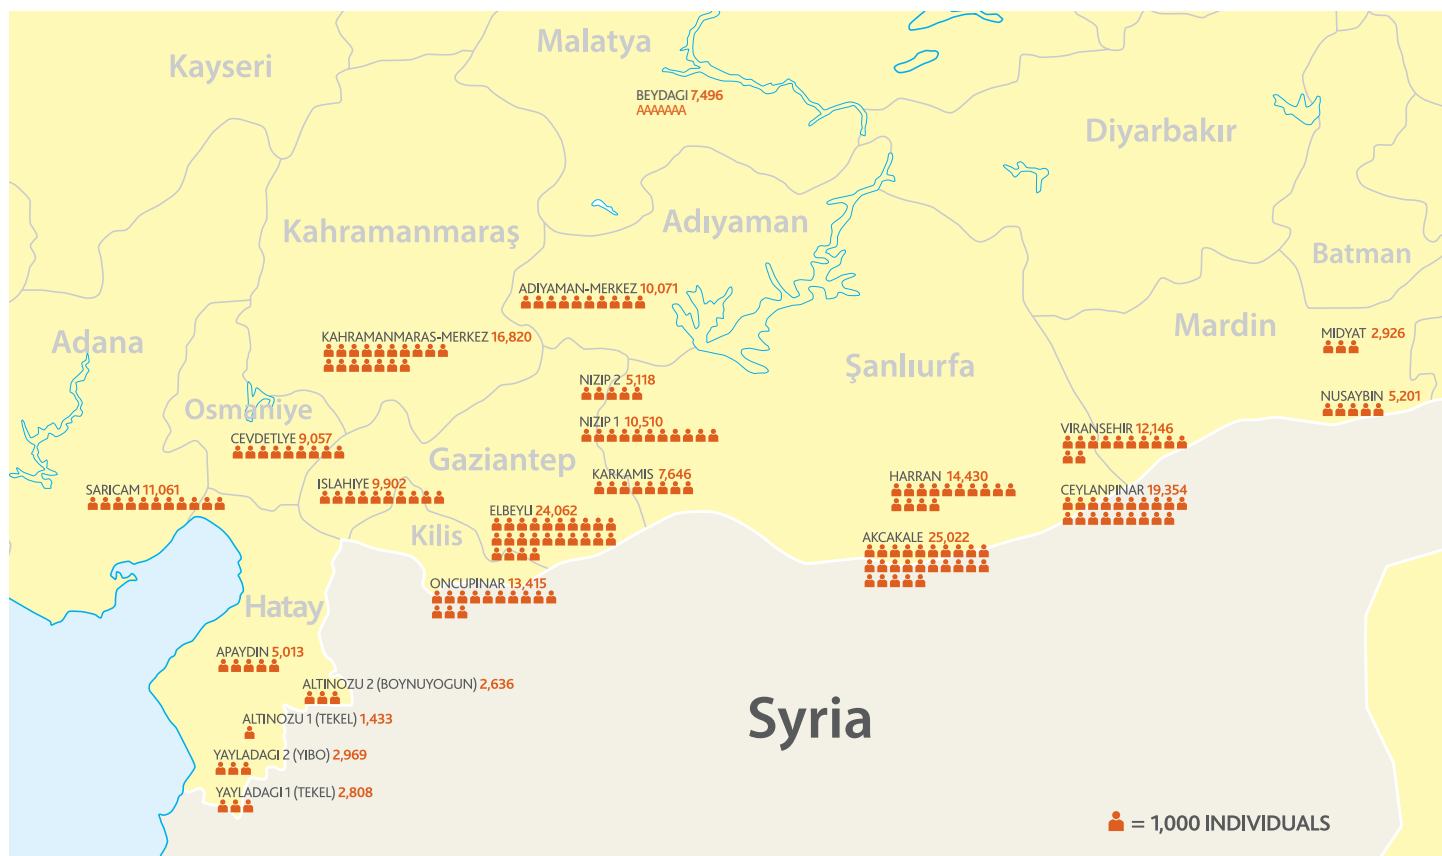 Malatya
Kayseri
BEYDAGI 7,496
AAAAAAA
Diyarbakır
Kahramanmaraş
Adıyaman
Batman
ADIYAMAN-MERKEZ 10,071
Adana
KAHRAMANMARAS-MERKEZ 16,820
Mardin
MIDYAT 2,926
Şanlıurfa
NIZIP 2 5,118
NUSAYBIN 5,201
Osmaniye
CEVDETLYE 9,057
NIZIP 1 10,510
VIRANSEHIR 12,146
Gaziantep
ISLAHIYE 9,902
KARKAMIS 7,646
HARRAN 14,430
SARICAM 11,061
CEYLANPINAR 19,354
ELBEYLI 24,062
Kilis
AKCAKALE 25,022
ONCUPINAR 13,415
Hatay
APAYDIN 5,013
ALTINOZU 2 (BOYNUYOGUN) 2,636
ALTINOZU 1 (TEKEL) 1,433
Syria
YAYLADAGI 2 (YIBO) 2,969
YAYLADAGI 1 (TEKEL) 2,808
= 1,000 INDIVIDUALS